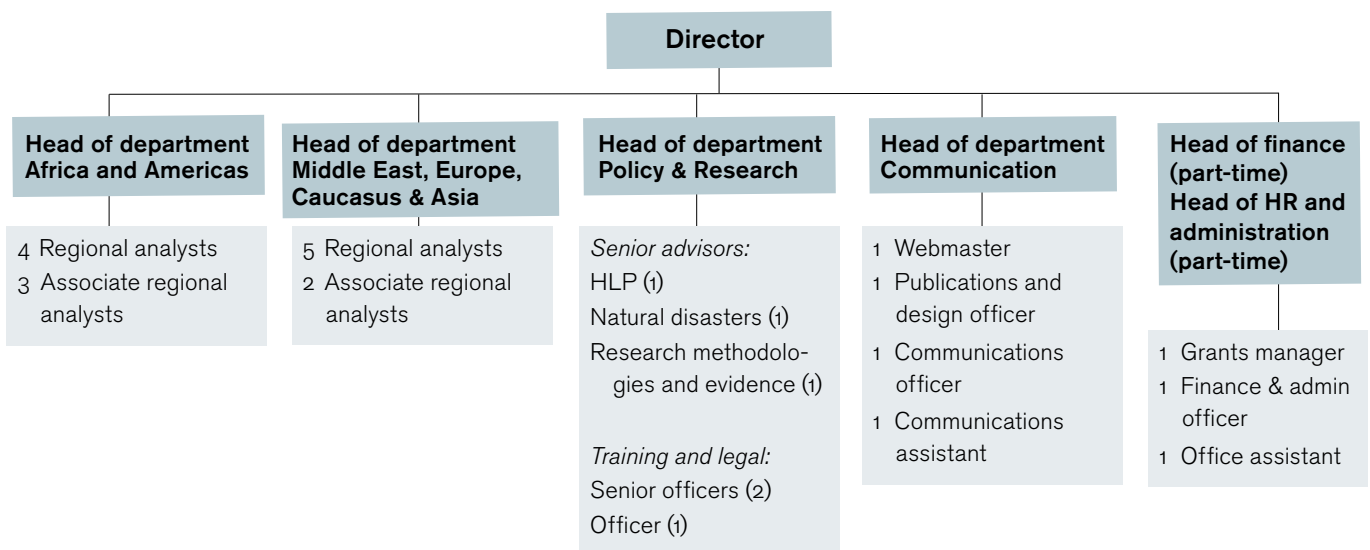 Director
Head of department
Africa and Americas
4 Regional analysts
3 Associate regional
analysts
Head of department
Middle East, Europe,
Caucasus & Asia
5 Regional analysts
2 Associate regional
analysts
Head of department
Policy & Research
Senior advisors:
HLP (1)
Natural disasters (1)
Research methodolo-
gies and evidence (1)
Training and legal:
Senior officers (2)
Officer (1)
Head of department
Communication
1 Webmaster
1 Publications and
design officer
1 Communications
officer
1 Communications
assistant
Head of finance
(part-time)
Head of HR and
administration
(part-time)
1 Grants manager
1 Finance & admin
officer
1 Office assistant